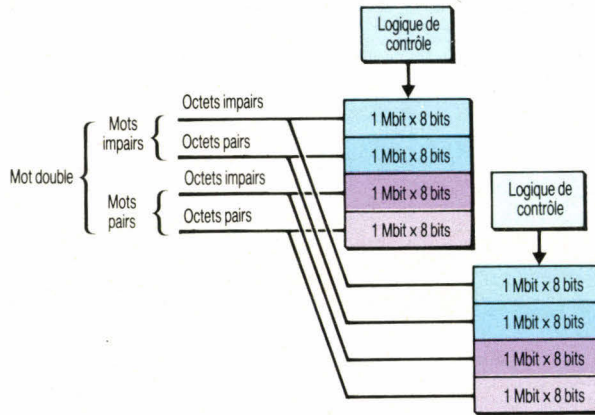 Logique de
contrôle
Octets impairs
Mots
impairs
Octets pairs
Mot double
Octets impairs
Mots
pairs
Octets pairs
1 Mbit x 8 bits
1 Mbit x 8 bits
1 Mbit x 8 bits
1 Mbit x 8 bits
Logique de
contrôle
1 Mbit x 8 bits
1 Mbit x 8 bits
1 Mbit x 8 bits
1 Mbit x 8 bits